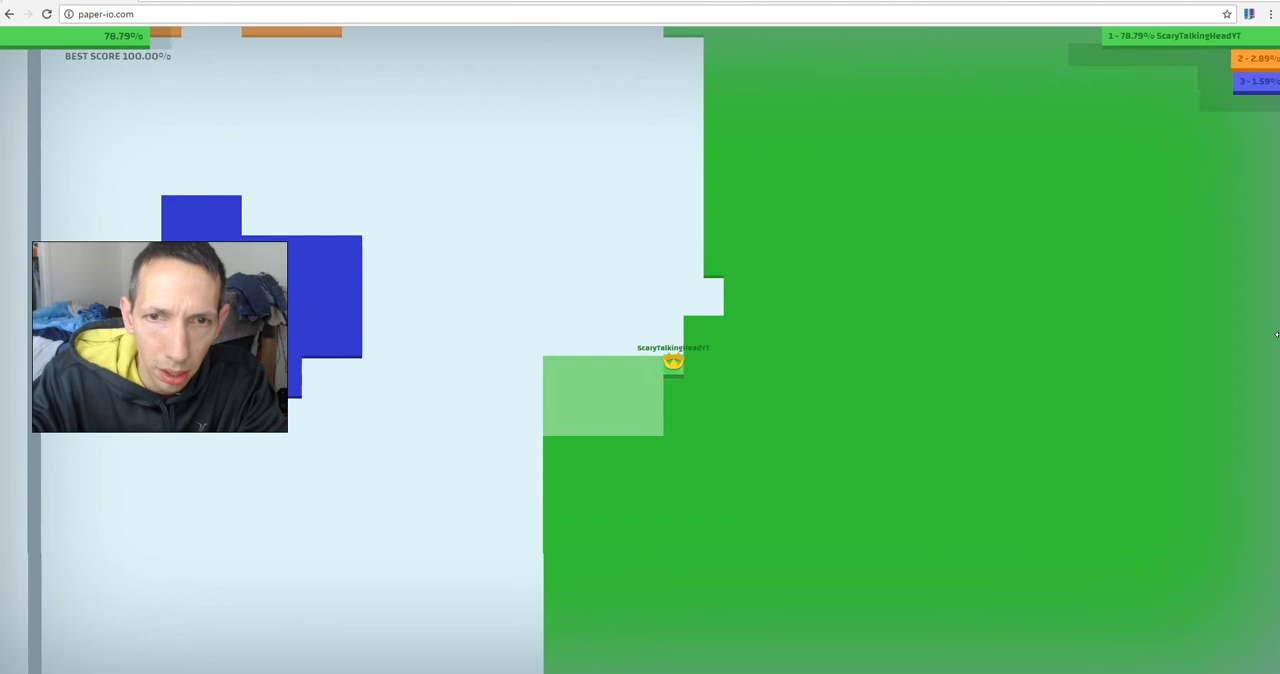 paper-io.com
78.79%
BEST SCORE 100.00%
1 - 78.79% ScaryTalkingHeadYT
2 - 2.89%
3 - 1.59%
ScaryTalkingHeadYT